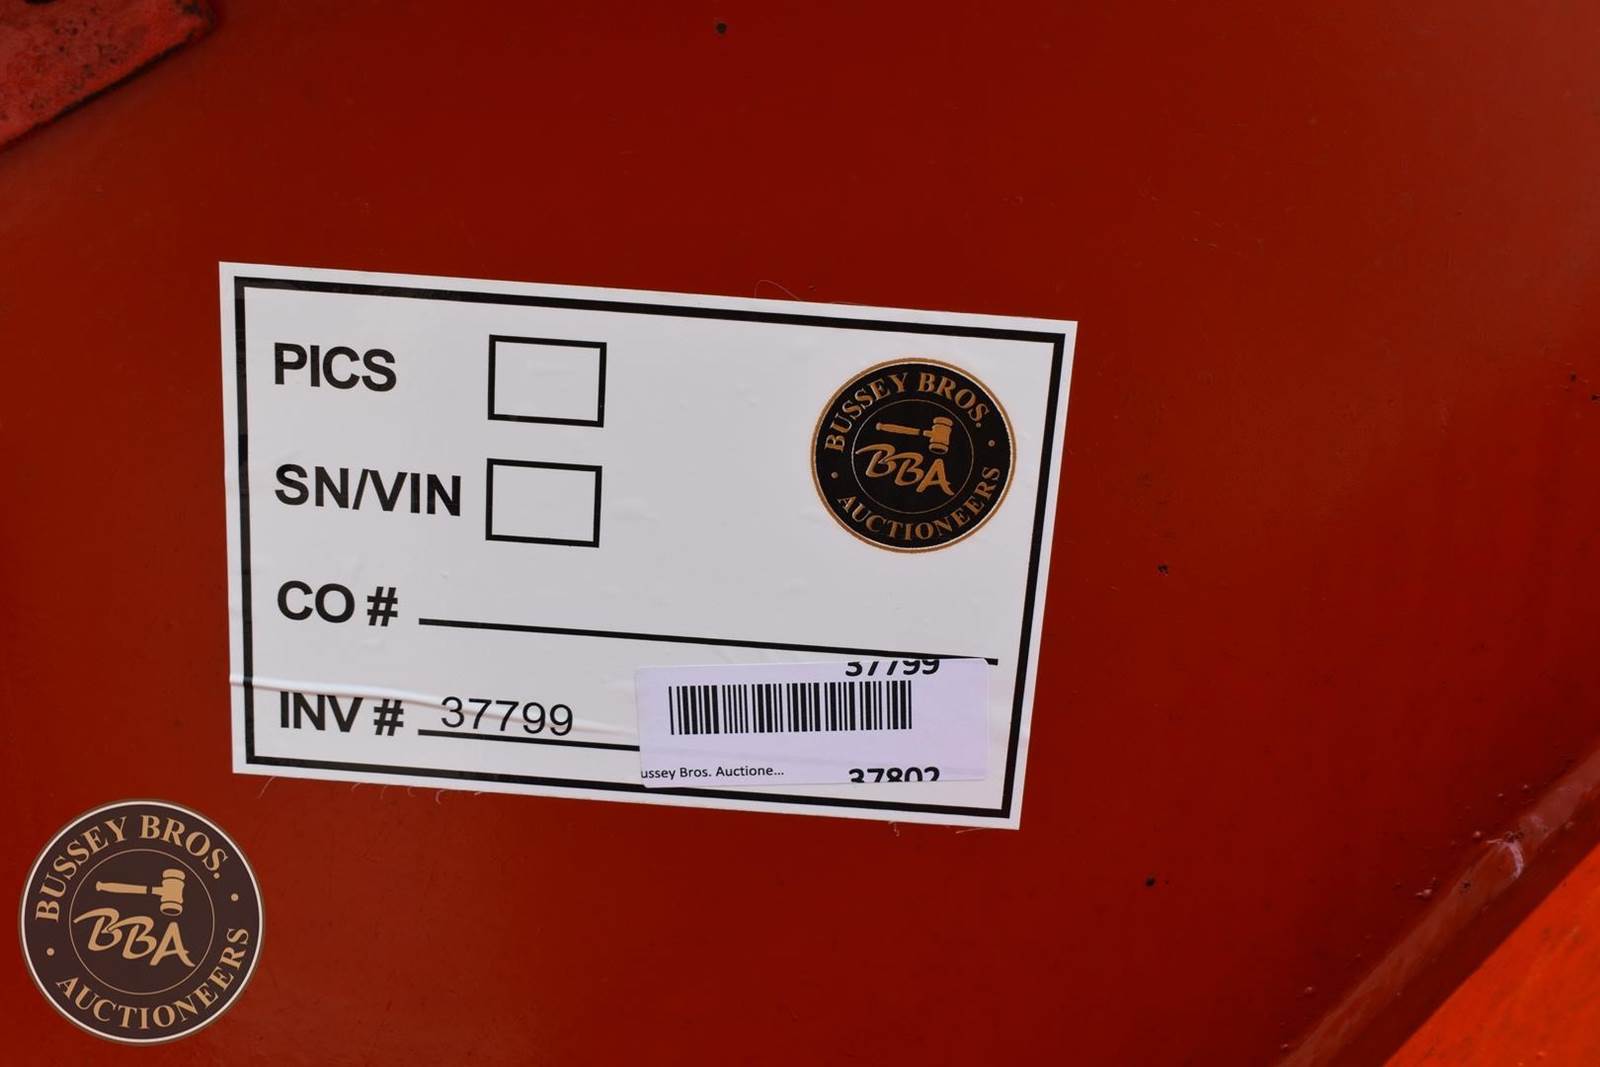 PICS
BUSSEY BROS.
BBA
AUCTIONEERS
SN/VIN
CO #
37799
INV # 37799
ussey Bros. Auctione...
37802
BUSSEY BROS.
BBA
AUCTIONEERS